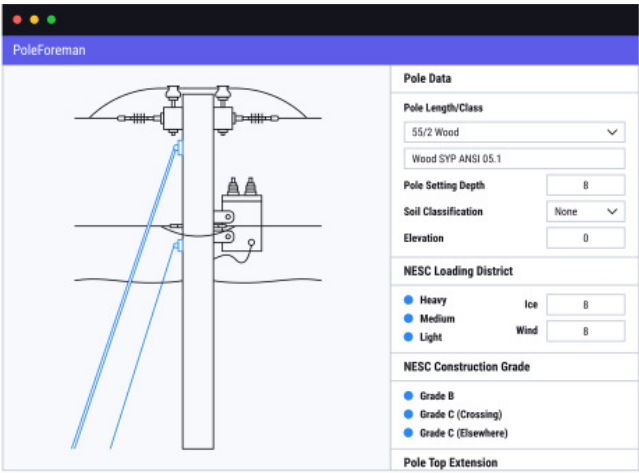 PoleForeman
Pole Data
Pole Length/Class
55/2 Wood
Wood SYP ANSI 05.1
Pole Setting Depth 8
Soil Classification None
Elevation 0
NESC Loading District
Heavy Ice 8
Medium
Light Wind 8
NESC Construction Grade
Grade B
Grade C (Crossing)
Grade C (Elsewhere)
Pole Top Extension